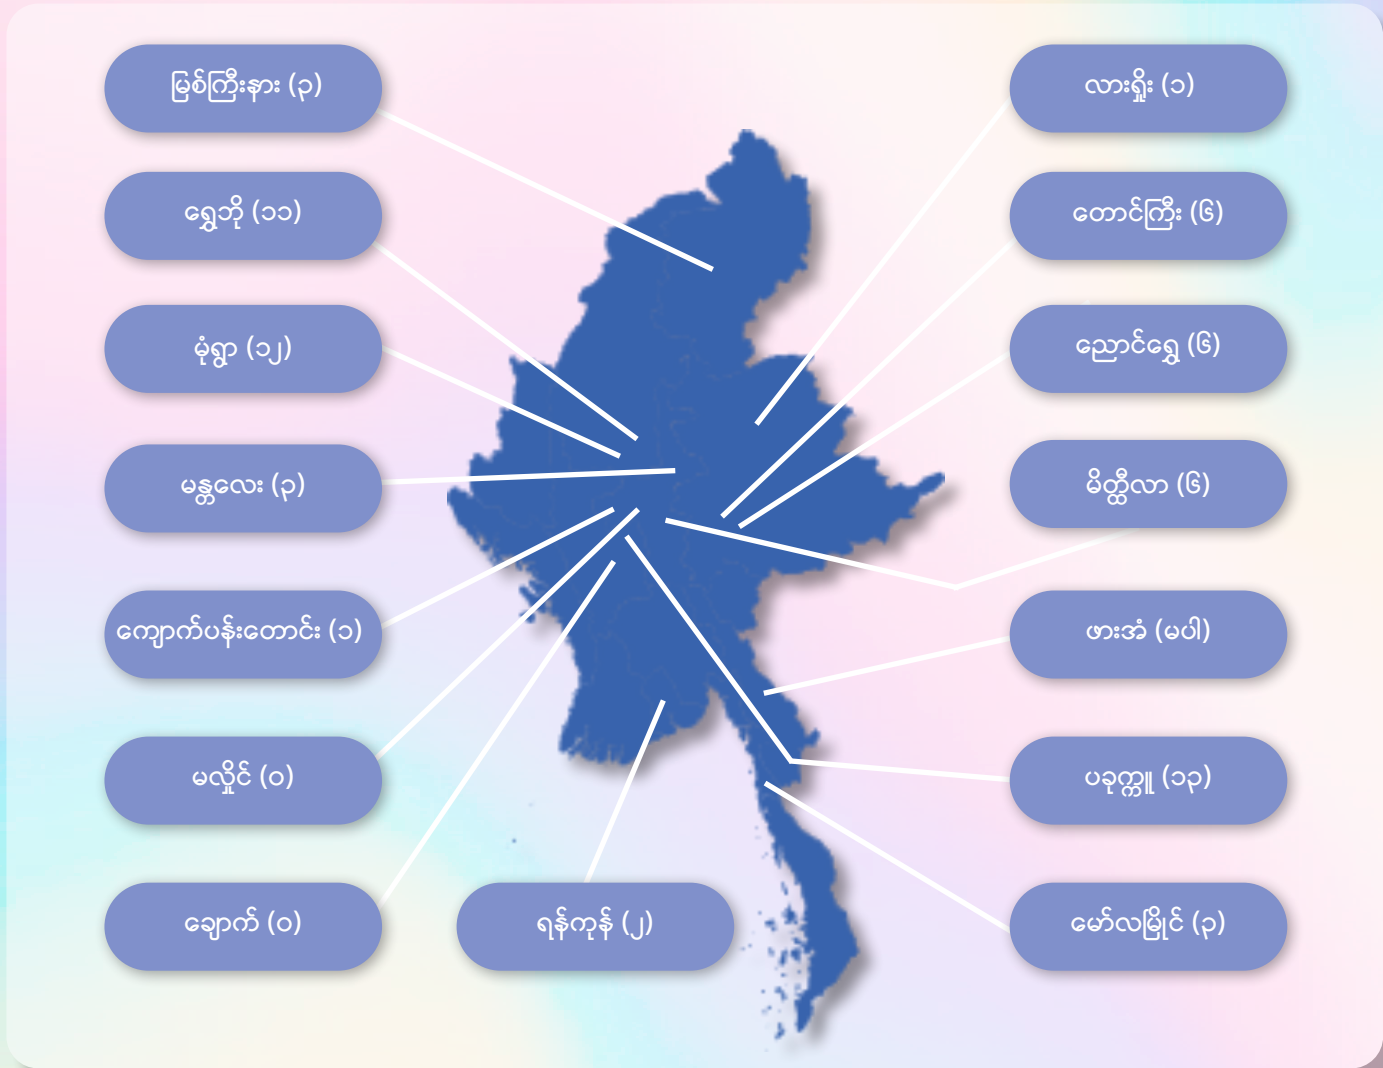 မြစ်ကြီးနား (၃)
လားရှိုး (၁)
ရွှေဘို (၁၁)
တောင်ကြီး (၆)
မုံရွာ (၁၂)
ညောင်ရွှေ (၆)
မန္တလေး (၃)
မိတ္ထီလာ (၆)
ကျောက်ပန်းတောင်း (၁)
ဖားအံ (မပါ)
မလှိုင် (၀)
ပခုက္ကူ (၁၃)
ချောက် (၀)
ရန်ကုန် (၂)
မော်လမြိုင် (၃)